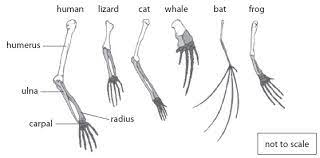 human lizard cat whale bat frog
humerus
ulna
carpal
radius
not to scale